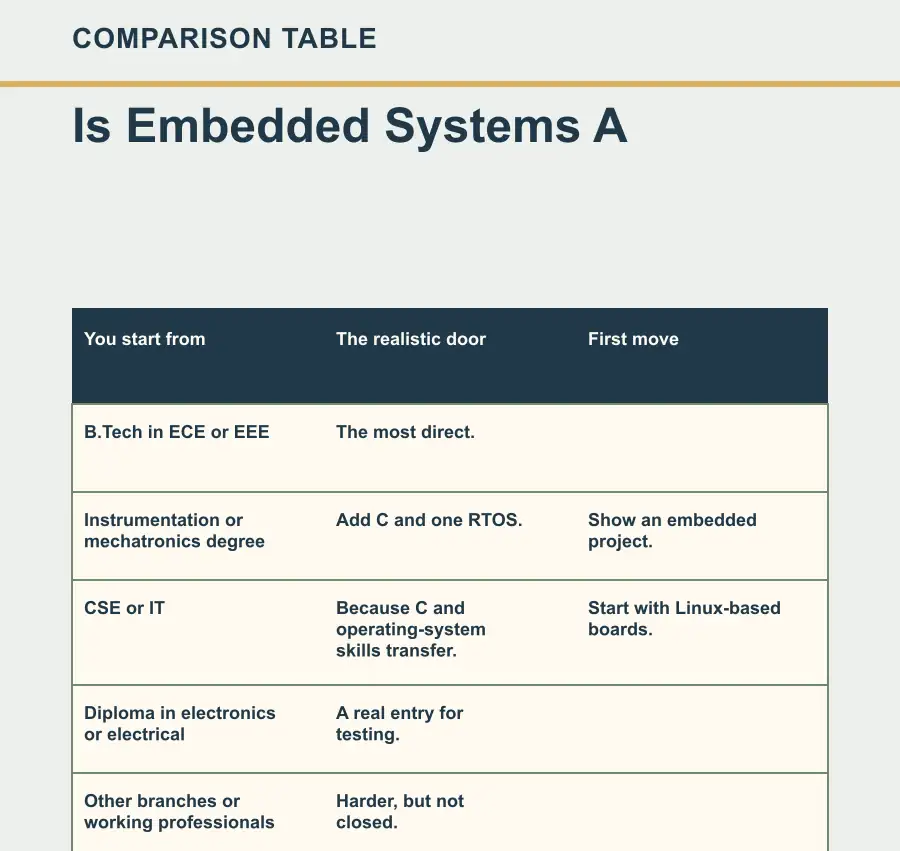 COMPARISON TABLE
Is Embedded Systems A
You start from
The realistic door
First move
B.Tech in ECE or EEE
The most direct.
Instrumentation or
mechatronics degree
Add C and one RTOS.
Show an embedded
project.
CSE or IT
Because C and
operating-system
skills transfer.
Start with Linux-based
boards.
Diploma in electronics
or electrical
A real entry for
testing.
Other branches or
working professionals
Harder, but not
closed.